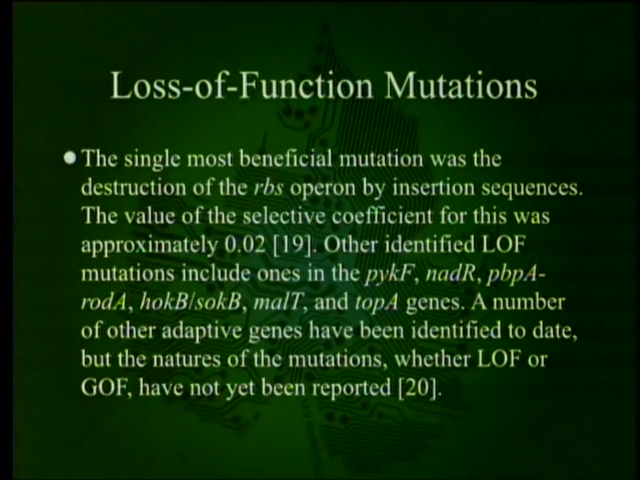 Loss-of-Function Mutations
The single most beneficial mutation was the
destruction of the rbs operon by insertion sequences.
The value of the selective coefficient for this was
approximately 0.02 [19]. Other identified LOF
mutations include ones in the pykF, nadR, pbpA-
rodA, hokB/sokB, malT, and topA genes. A number
of other adaptive genes have been identified to date,
but the natures of the mutations, whether LOF or
GOF, have not yet been reported [20].